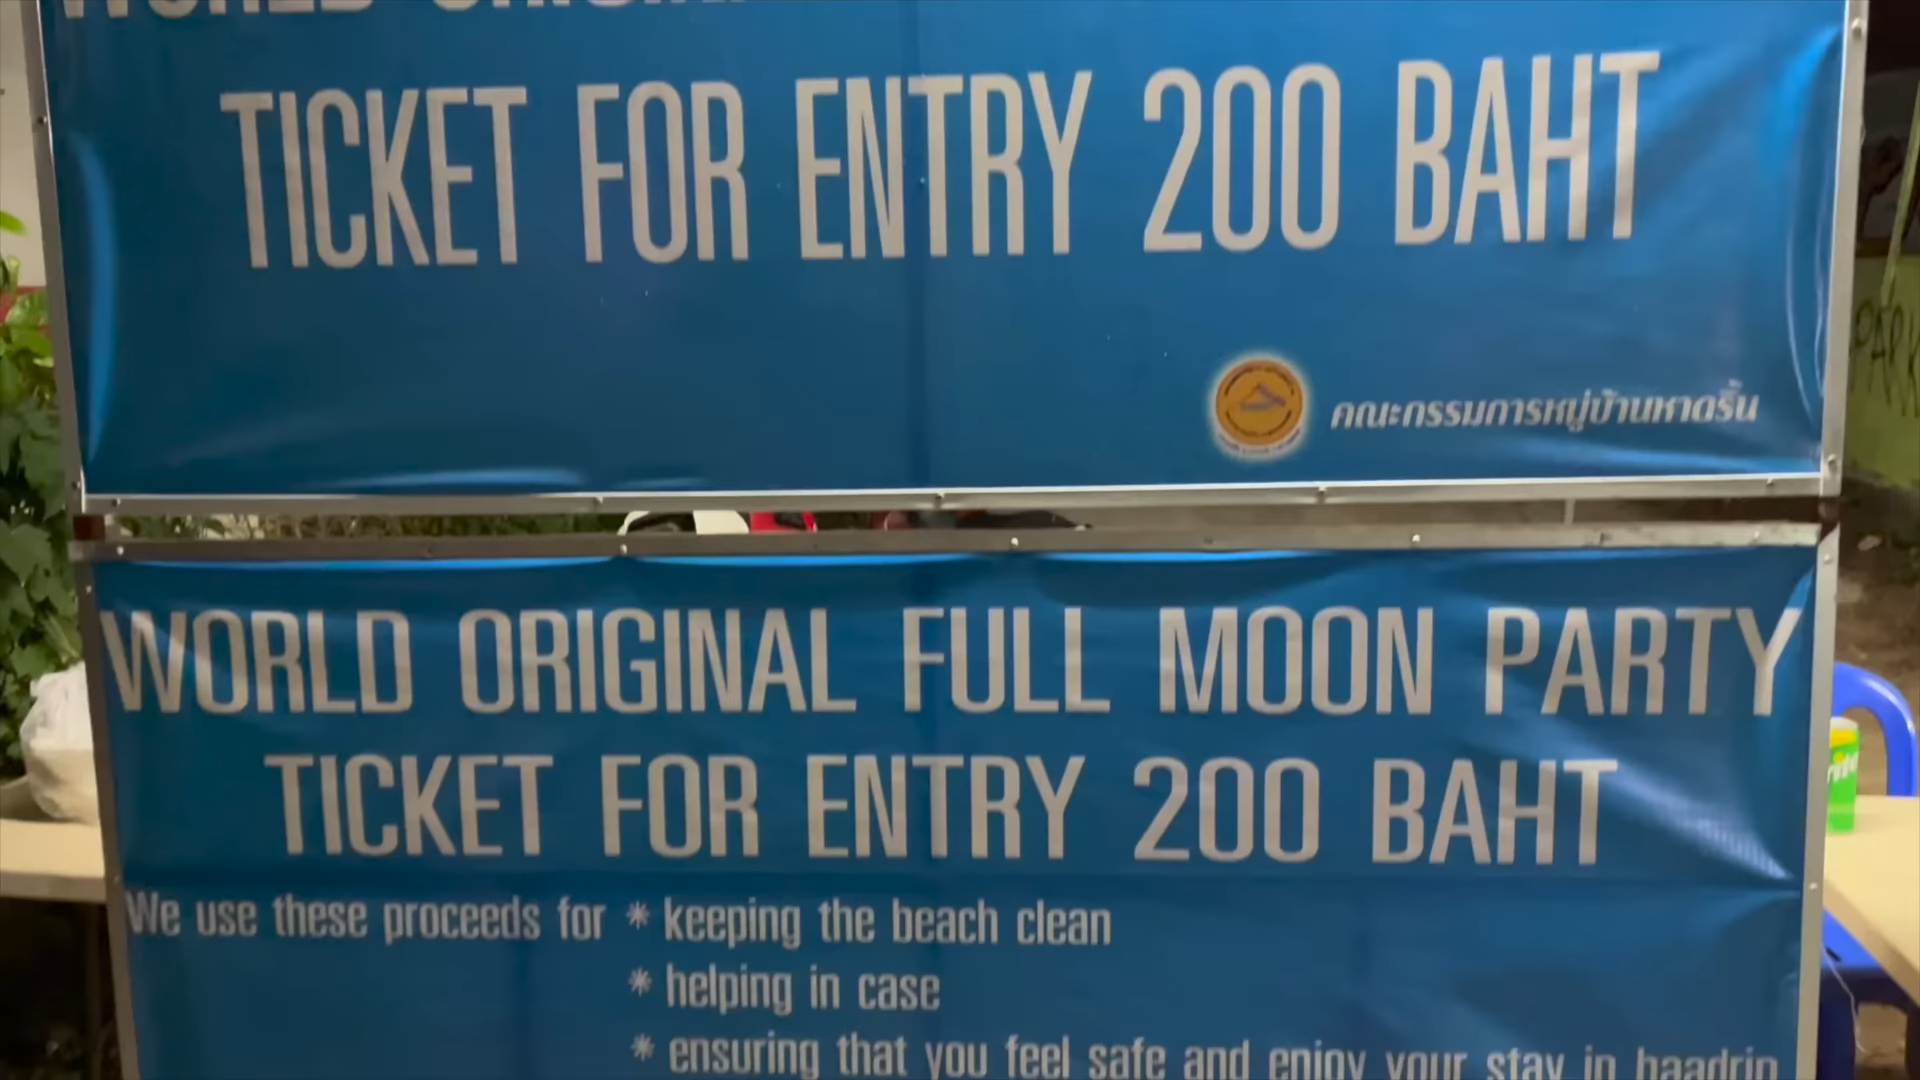 WORLD
TICKET FOR ENTRY 200 BAHT
คณะกรรมการหมู่บ้านหาดริ้น
WORLD ORIGINAL FULL MOON PARTY
TICKET FOR ENTRY 200 BAHT
We use these proceeds for * keeping the beach clean
* helping in case
* ensuring that you feel safe and enjoy your stay in haadrin